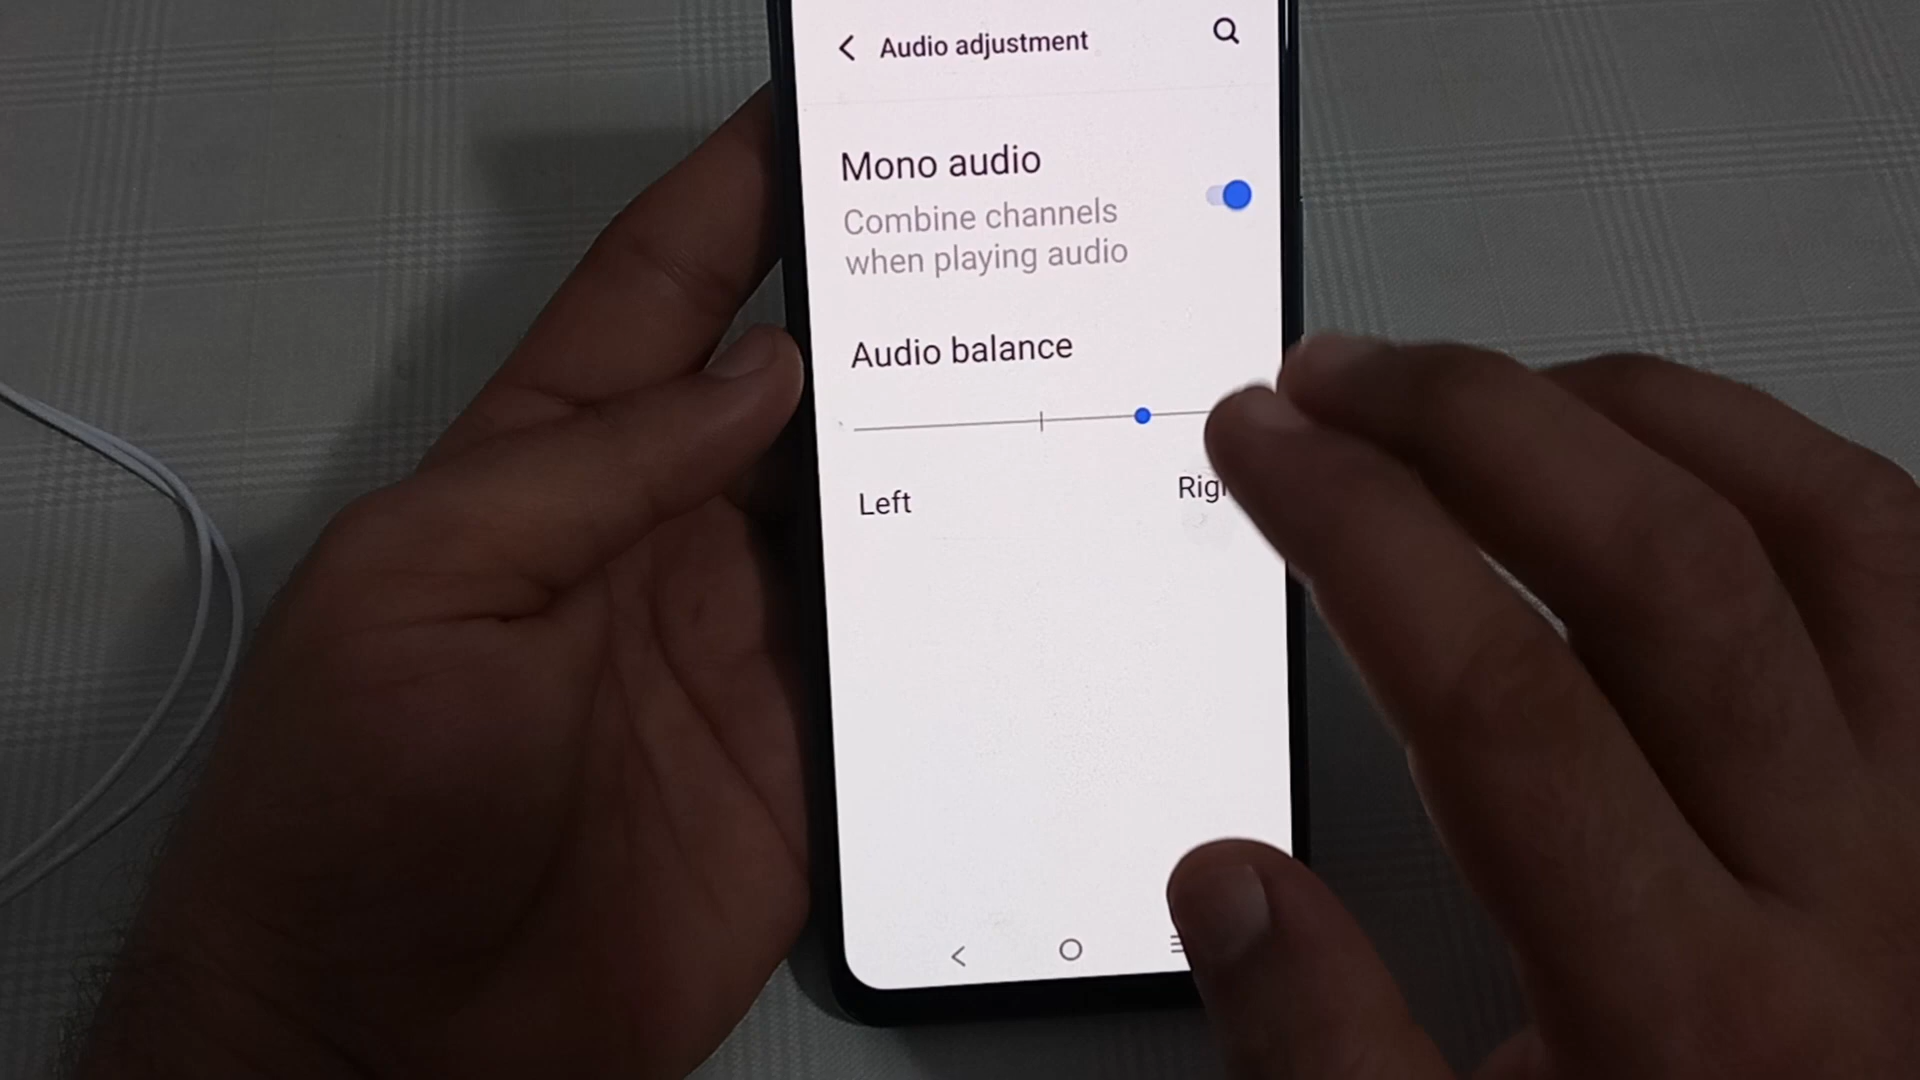 Audio adjustment
Mono audio
Combine channels
when playing audio
Audio balance
Left